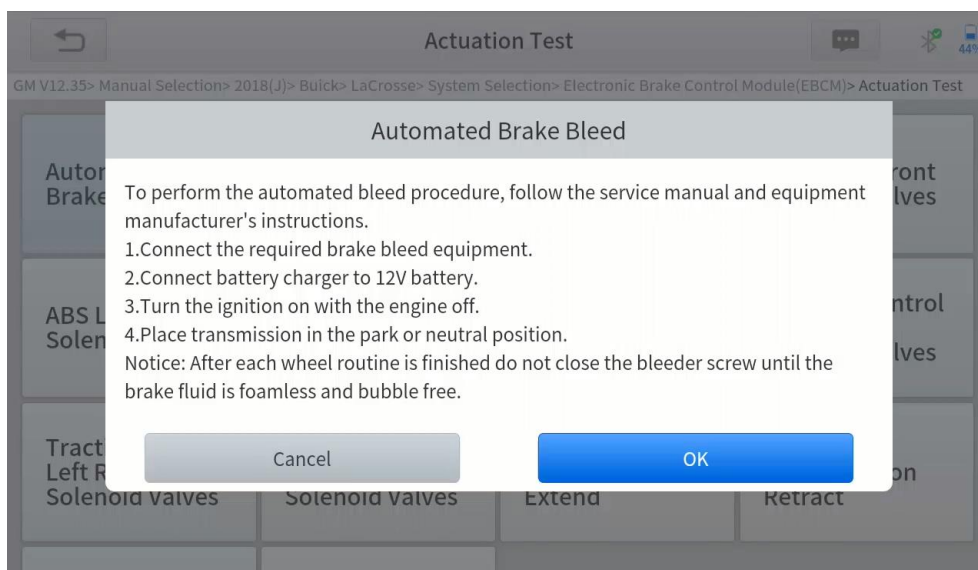 Actuation Test
44%
GM V12.35> Manual Selection> 2018(J)> Buick> LaCrosse> System Selection> Electronic Brake Control Module(EBCM)> Actuation Test
Automated Brake Bleed
To perform the automated bleed procedure, follow the service manual and equipment
manufacturer's instructions.
1.Connect the required brake bleed equipment.
2.Connect battery charger to 12V battery.
3.Turn the ignition on with the engine off.
4.Place transmission in the park or neutral position.
Notice: After each wheel routine is finished do not close the bleeder screw until the
brake fluid is foamless and bubble free.
Cancel
OK
Brake
ABS
Solenoid Valves
Solenoid Valves
Extend
Retract